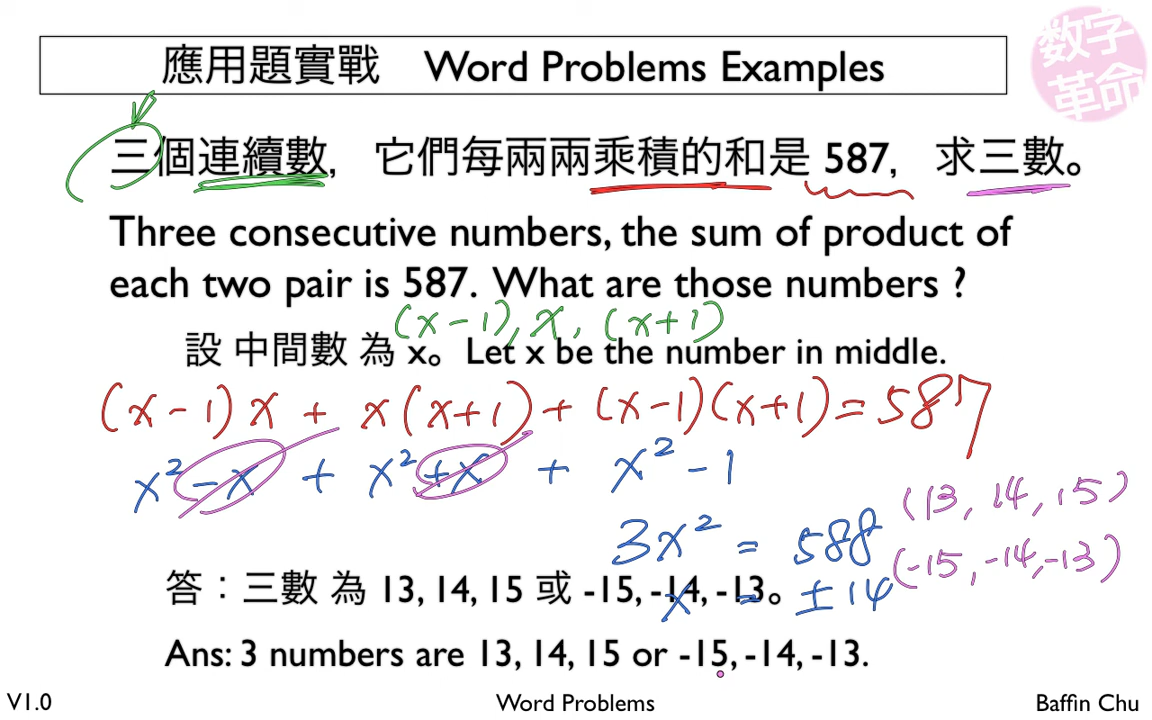 数字
革命
應用題實戰 Word Problems Examples
三個連續數, 它們每兩兩乘積的和是 587, 求三數。
Three consecutive numbers, the sum of product of
each two pair is 587. What are those numbers ?
(x-1), x, (x+1)
設 中間數 為 x。 Let x be the number in middle.
(x-1)x + x(x+1) + (x-1)(x+1) = 587
x² - x + x² + x + x² - 1
(13, 14, 15)
3x² = 588
(-15, -14, -13)
x = ±14
答：三數 為 13, 14, 15 或 -15, -14, -13。
Ans: 3 numbers are 13, 14, 15 or -15, -14, -13.
V1.0 Word Problems Baffin Chu